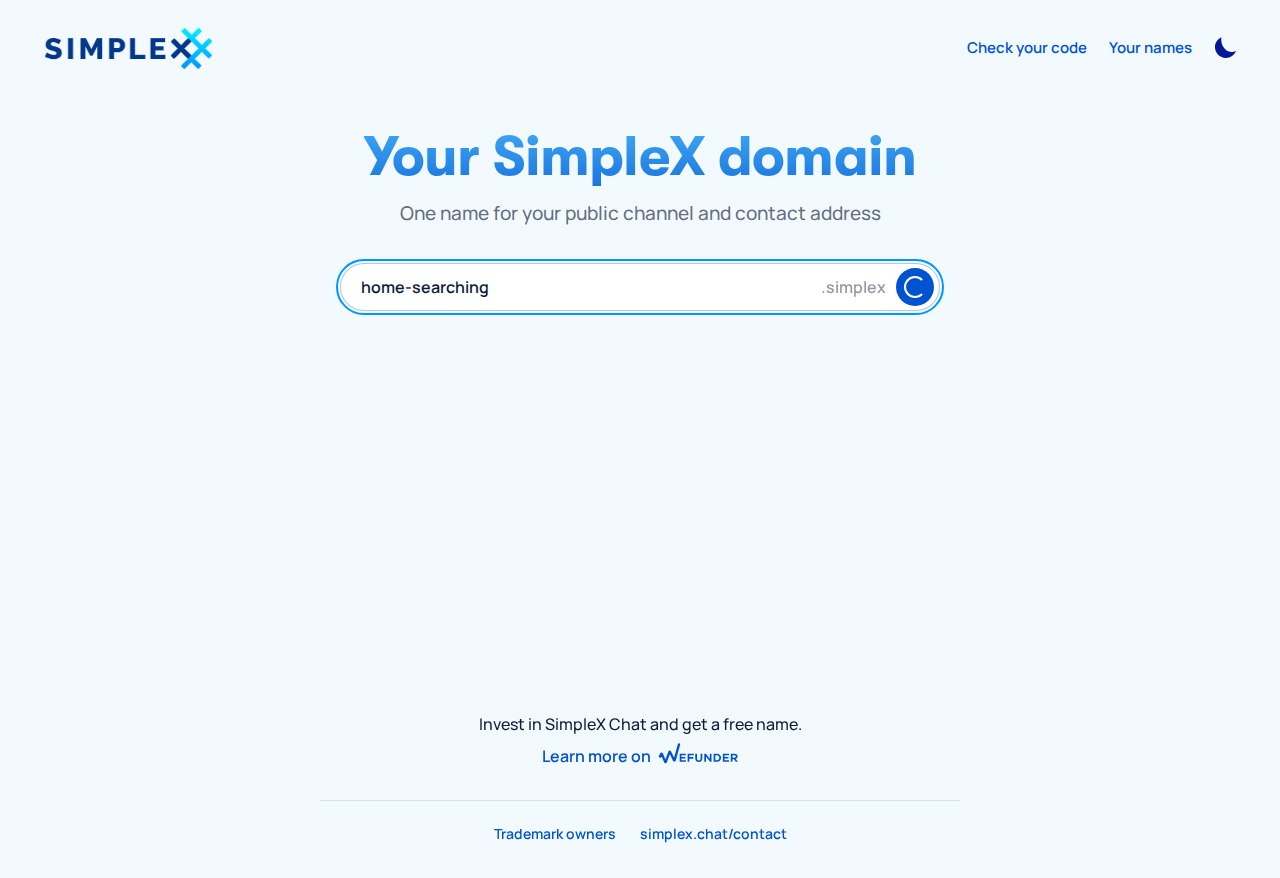 SIMPLEX
Check your code
Your names
Your SimpleX domain
One name for your public channel and contact address
home-searching
.simplex
Invest in SimpleX Chat and get a free name.
Learn more on WEFUNDER
Trademark owners
simplex.chat/contact